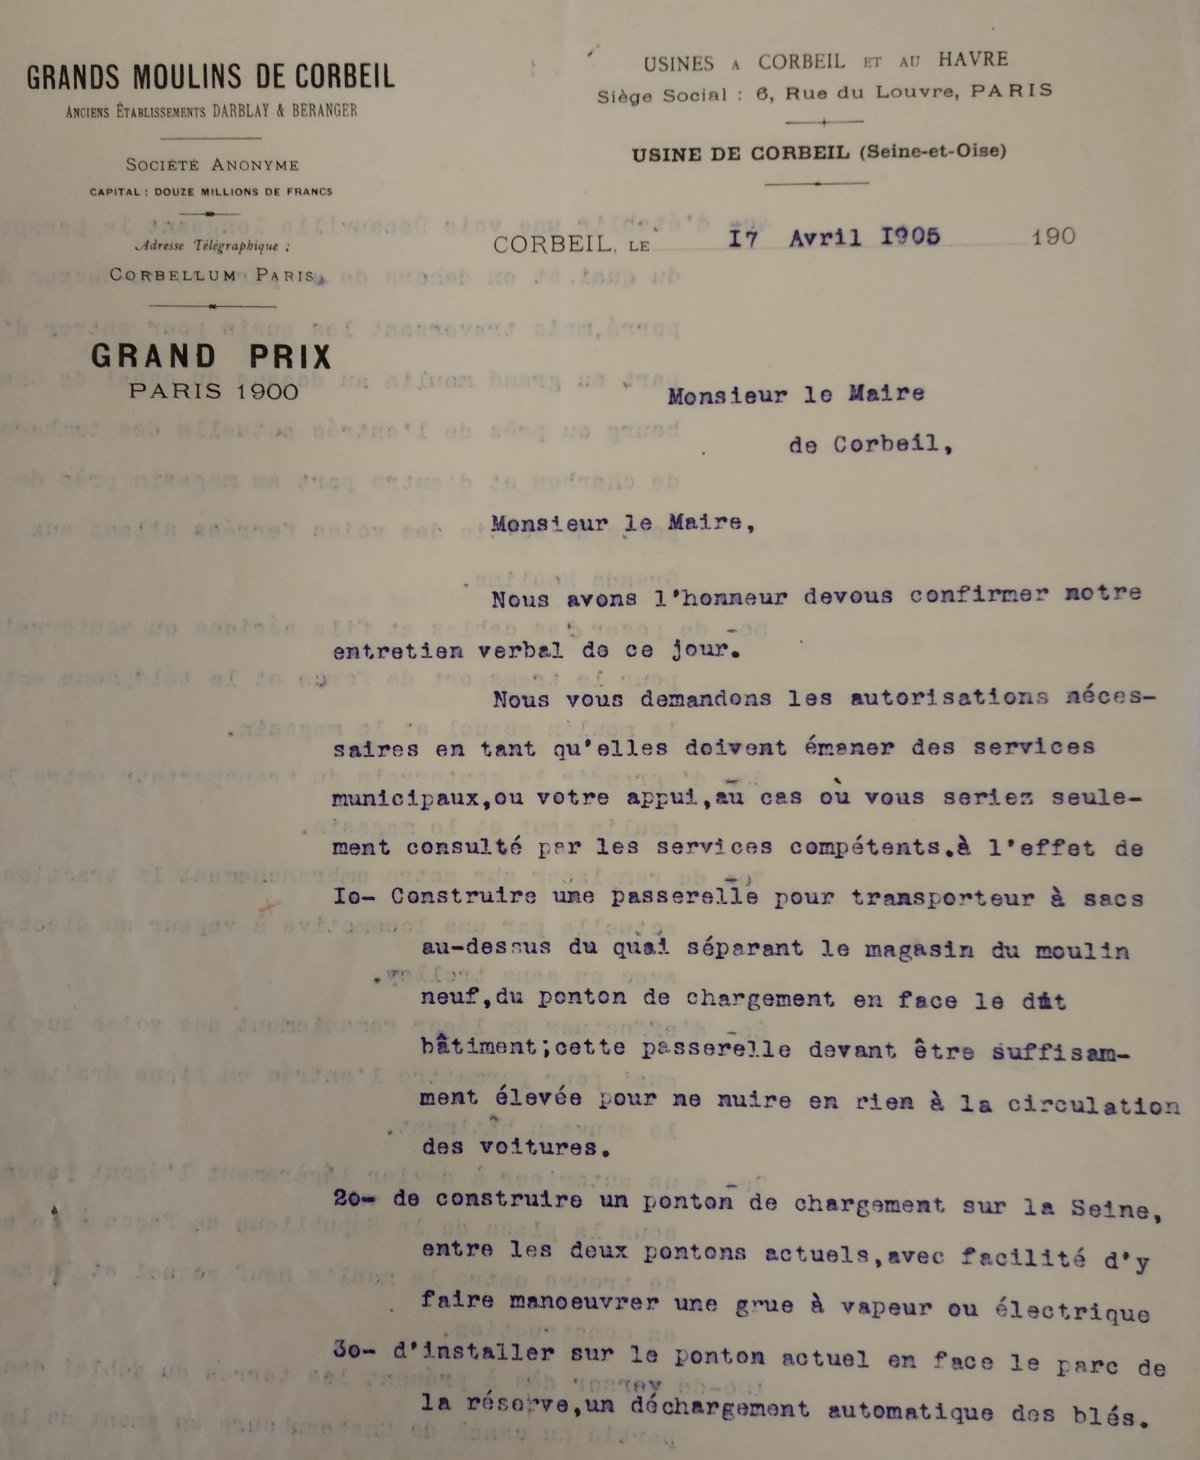 GRANDS MOULINS DE CORBEIL
ANCIENS ÉTABLISSEMENTS DARBLAY & BERANGER
SOCIÉTÉ ANONYME
CAPITAL : DOUZE MILLIONS DE FRANCS
Adresse Télégraphique :
CORBELLUM PARIS
GRAND PRIX
PARIS 1900
USINES A CORBEIL ET AU HAVRE
Siège Social : 6, Rue du Louvre, PARIS
USINE DE CORBEIL (Seine-et-Oise)
CORBEIL, LE 17 Avril 1905 190
Monsieur le Maire
de Corbeil,
Monsieur le Maire,
Nous avons l'honneur devous confirmer notre
entretien verbal de ce jour.
Nous vous demandons les autorisations néces-
saires en tant qu'elles doivent émaner des services
municipaux,ou votre appui,au cas où vous seriez seule-
ment consulté par les services compétents.à l'effet de
Io- Construire une passerelle pour transporteur à sacs
au-dessus du quai séparant le magasin du moulin
neuf,du ponton de chargement en face le dit
bâtiment;cette passerelle devant être suffisam-
ment élevée pour ne nuire en rien à la circulation
des voitures.
2o- de construire un ponton de chargement sur la Seine,
entre les deux pontons actuels,avec facilité d'y
faire manoeuvrer une grue à vapeur ou électrique
3o- d'installer sur le ponton actuel en face le parc de
la réserve,un déchargement automatique des blés.